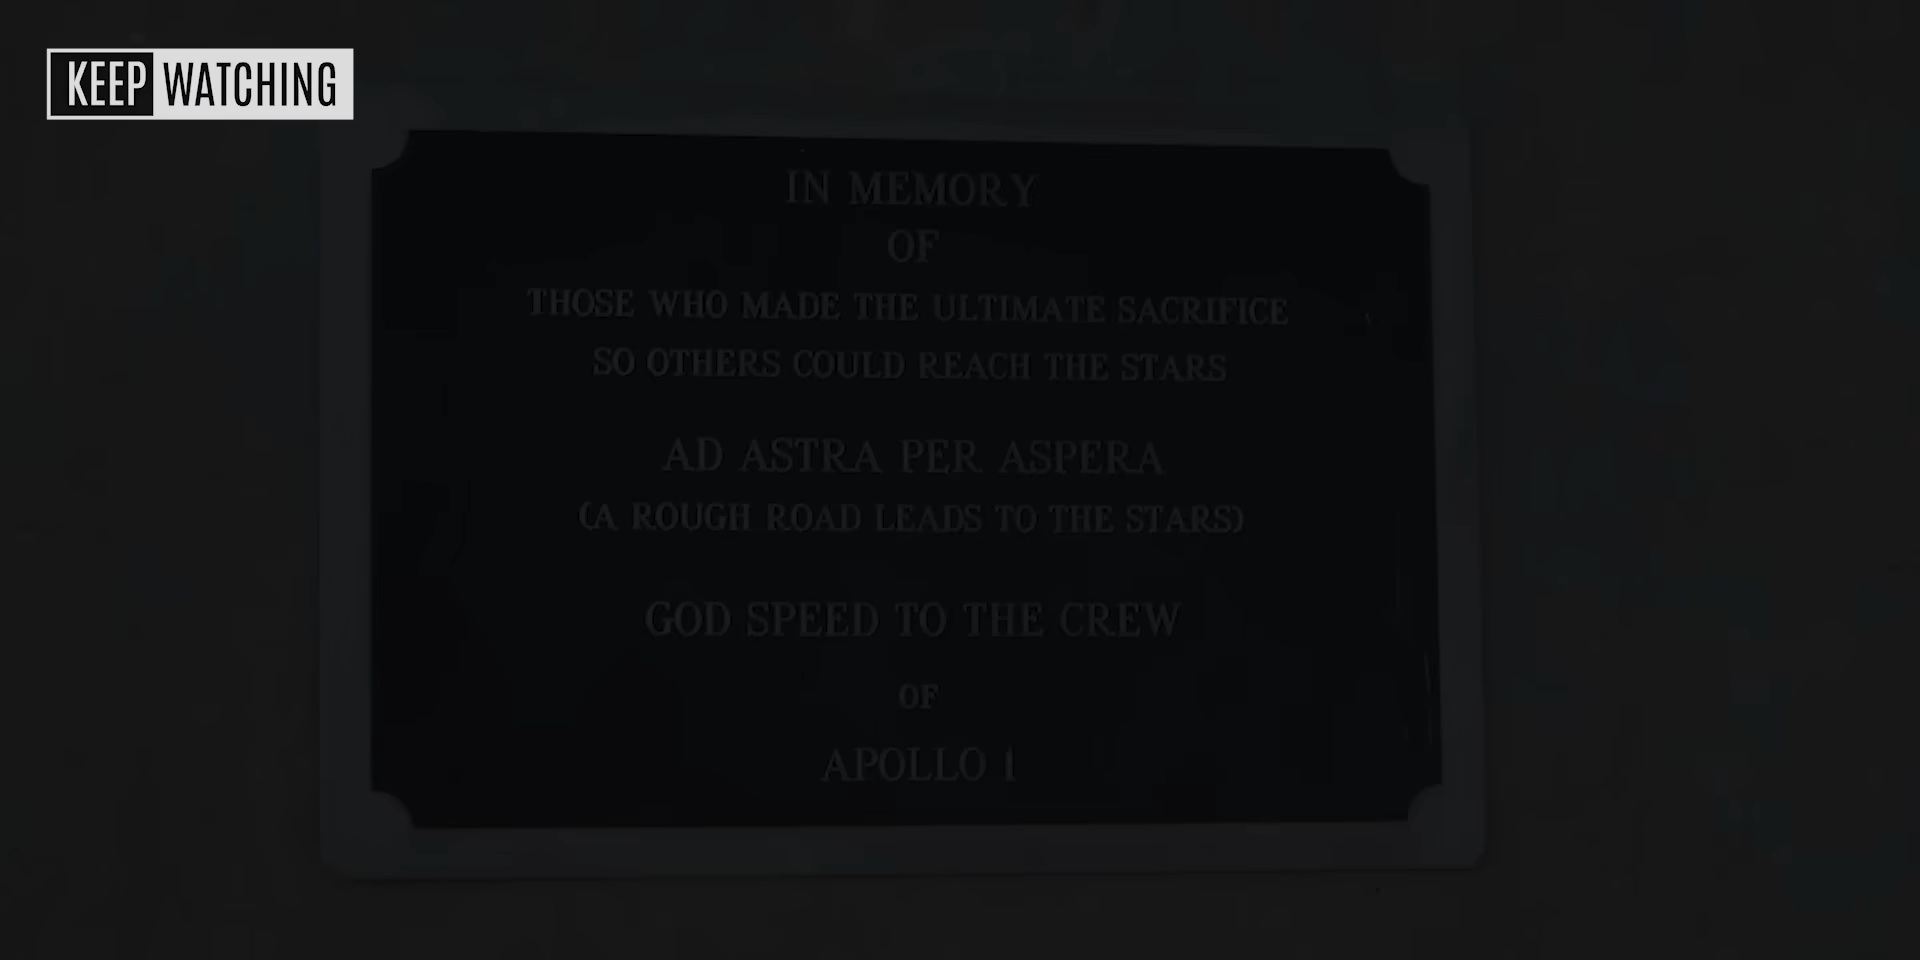 KEEP WATCHING
IN MEMORY
OF
THOSE WHO MADE THE ULTIMATE SACRIFICE
SO OTHERS COULD REACH THE STARS
AD ASTRA PER ASPERA
(A ROUGH ROAD LEADS TO THE STARS)
GOD SPEED TO THE CREW
OF
APOLLO 1